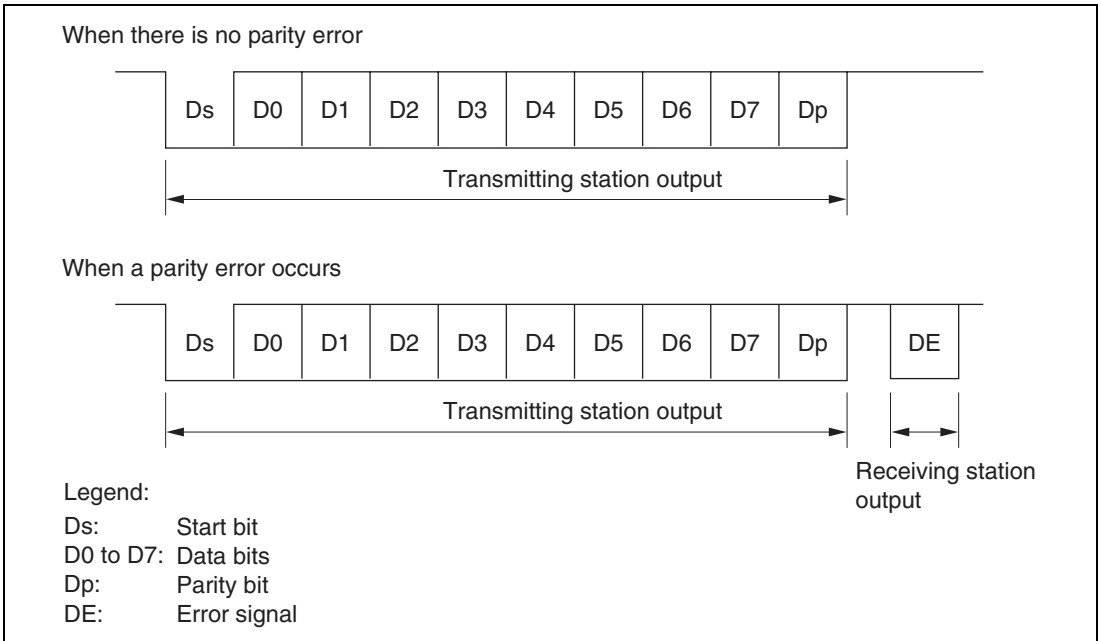 When there is no parity error
Ds D0 D1 D2 D3 D4 D5 D6 D7 Dp
Transmitting station output
When a parity error occurs
Ds D0 D1 D2 D3 D4 D5 D6 D7 Dp DE
Transmitting station output
Receiving station
output
Legend:
Ds: Start bit
D0 to D7: Data bits
Dp: Parity bit
DE: Error signal